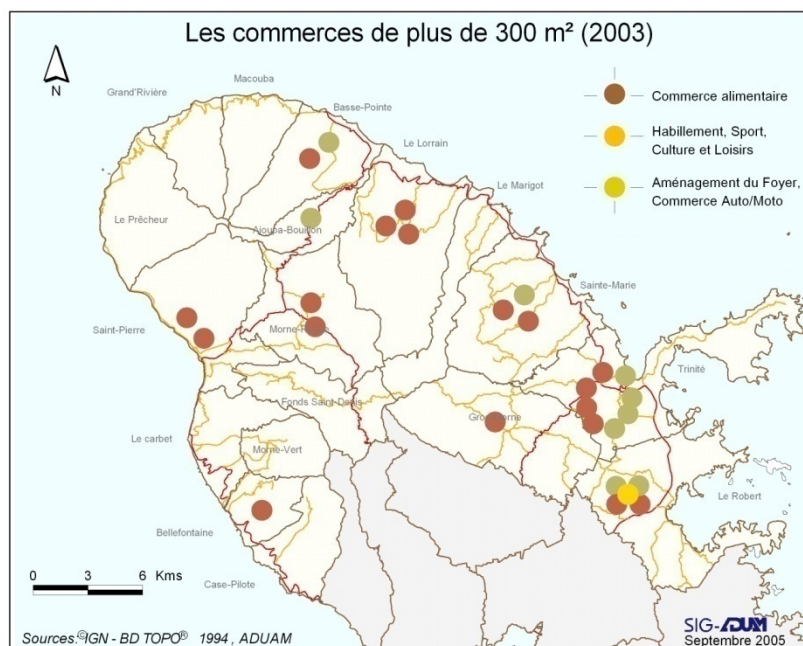 Les commerces de plus de 300 m² (2003)
N
Grand'Rivière
Macouba
Basse-Pointe
Le Lorrain
Le Marigot
Commerce alimentaire
Habillement, Sport,
Culture et Loisirs
Aménagement du Foyer,
Commerce Auto/Moto
Le Prêcheur
Ajoupa-Bouillon
Sainte-Marie
Saint-Pierre
Morne-Rouge
Trinité
Fonds Saint-Denis
Gros-Morne
Le carbet
Morne-Vert
Le Robert
Bellefontaine
Case-Pilote
0 3 6 Kms
Sources:©IGN - BD TOPO® 1994 , ADUAM
SIG-ADUAM
Septembre 2005